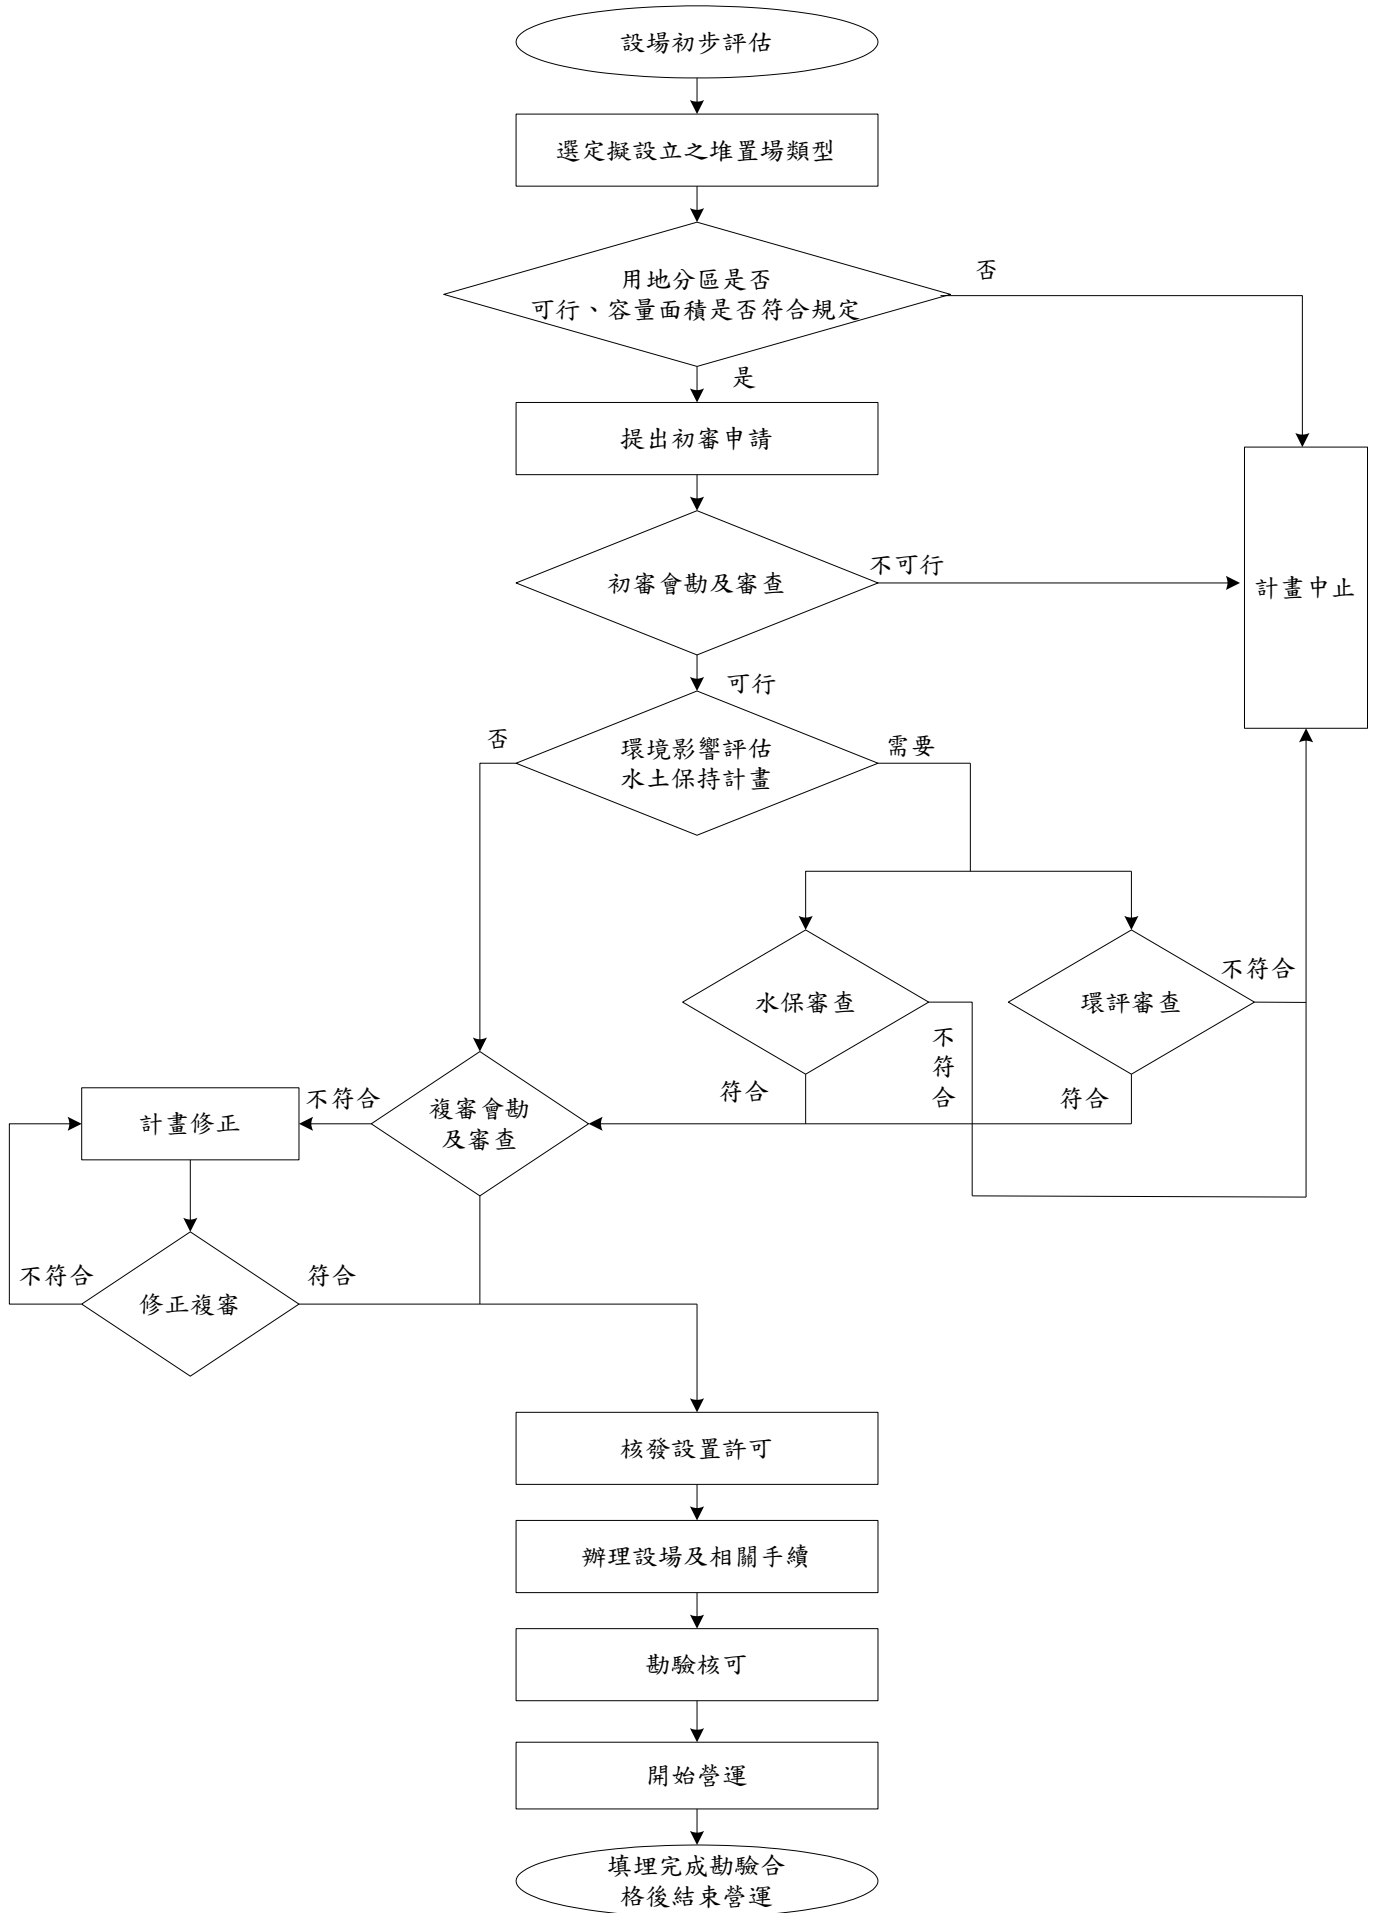 設場初步評估
選定擬設立之堆置場類型
用地分區是否
可行、容量面積是否符合規定
否
是
提出初審申請
初審會勘及審查
不可行
計畫中止
可行
環境影響評估
水土保持計畫
否
需要
水保審查
環評審查
不符合
不
符
合
符合
符合
複審會勘
及審查
不符合
計畫修正
修正複審
不符合
符合
核發設置許可
辦理設場及相關手續
勘驗核可
開始營運
填埋完成勘驗合
格後結束營運